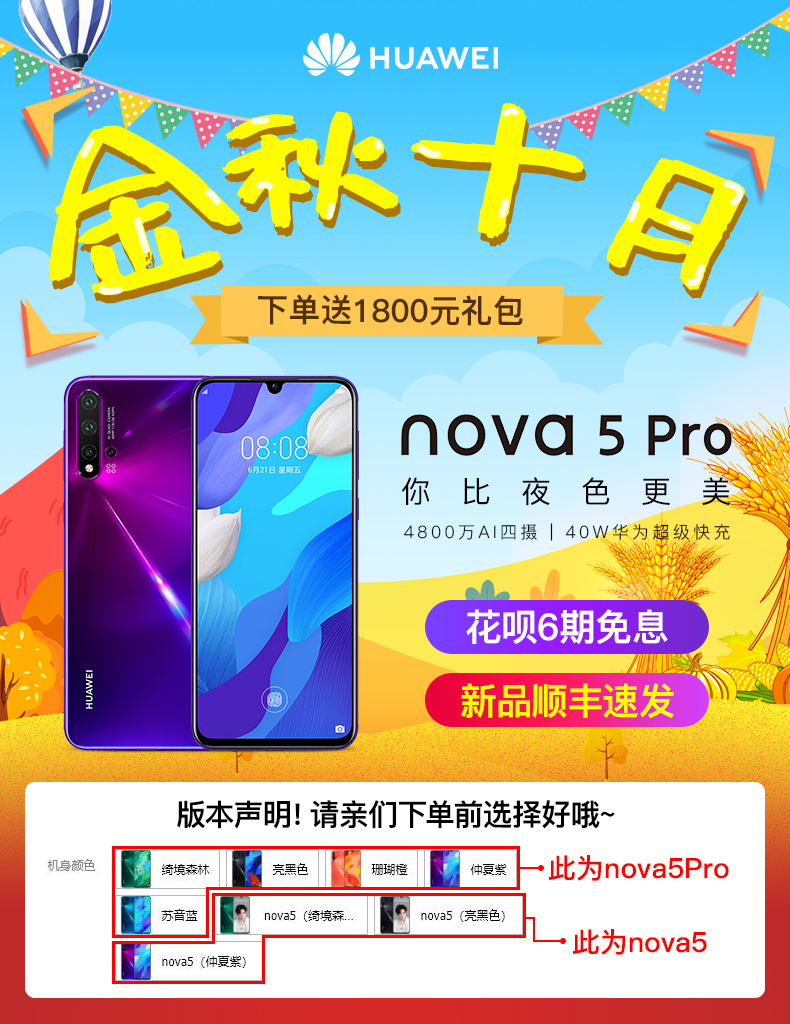 HUAWEI
金秋十月
下单送1800元礼包
08:08
6月21日 星期五
HUAWEI
nova 5 Pro
你比夜色更美
4800万AI四摄 | 40W华为超级快充
花呗6期免息
新品顺丰速发
版本声明! 请亲们下单前选择好哦~
机身颜色
绮境森林 亮黑色 珊瑚橙 仲夏紫 此为nova5Pro
苏音蓝 nova5（绮境森... nova5（亮黑色） 此为nova5
nova5（仲夏紫）